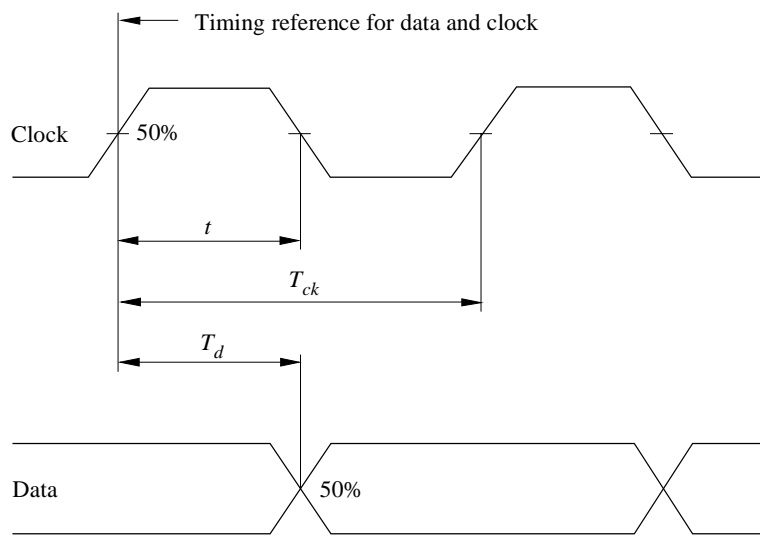 Timing reference for data and clock
Clock
50%
t
T_ck
T_d
Data
50%